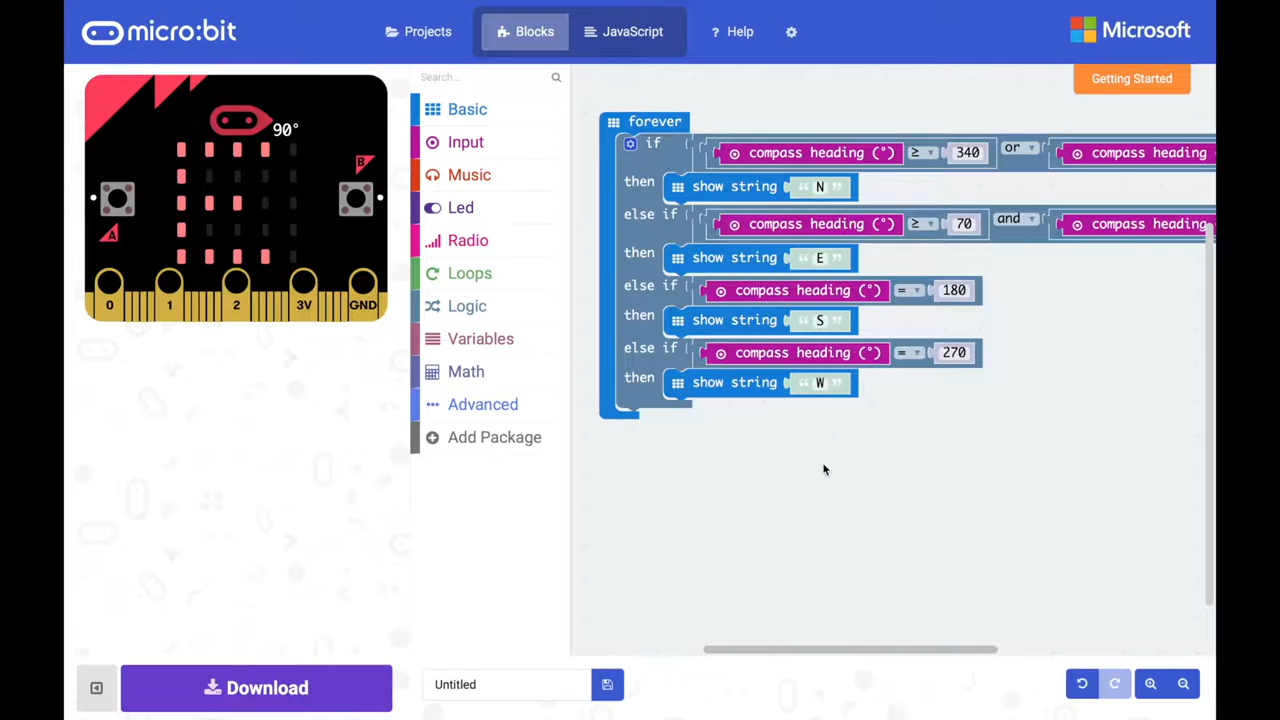 micro:bit
Projects
Blocks
JavaScript
? Help
Microsoft
Getting Started
Search...
Basic
Input
Music
Led
Radio
Loops
Logic
Variables
Math
Advanced
Add Package
90°
B
A
0 1 2 3V GND
forever
if compass heading (°) ≥ 340 or compass heading (
then show string “ N ”
else if compass heading (°) ≥ 70 and compass heading (
then show string “ E ”
else if compass heading (°) = 180
then show string “ S ”
else if compass heading (°) = 270
then show string “ W ”
Download
Untitled